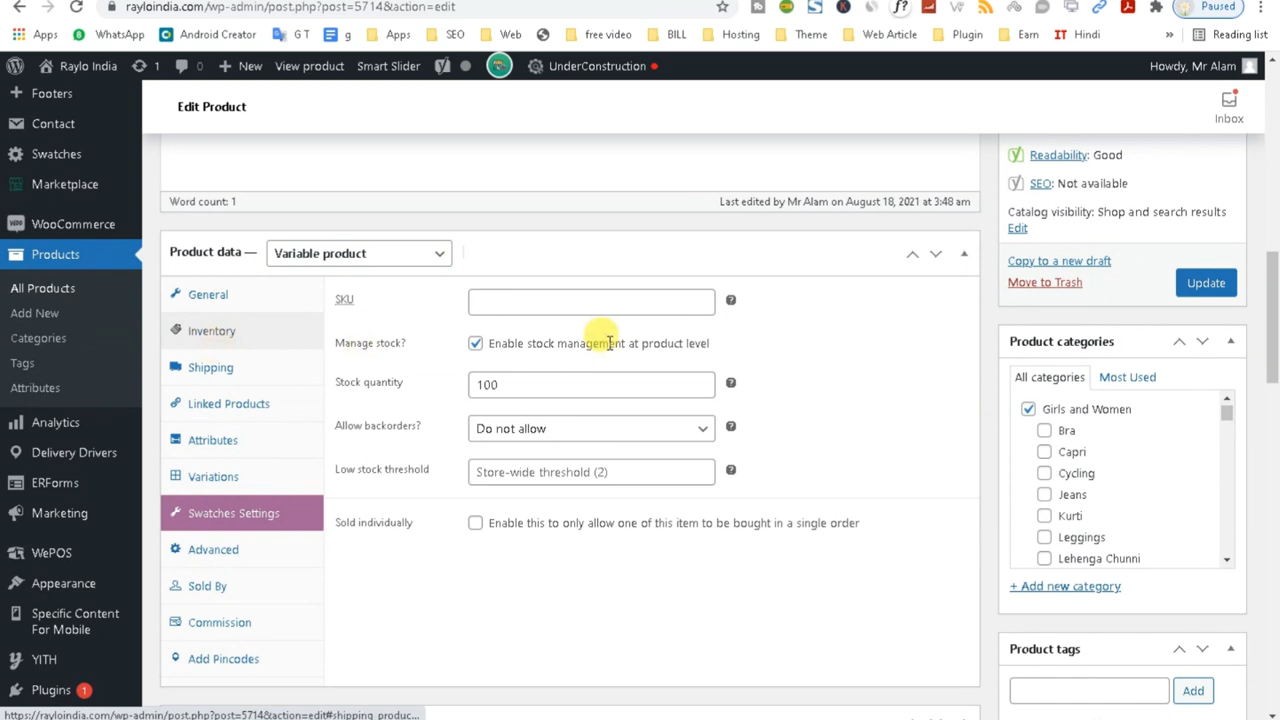 rayloindia.com/wp-admin/post.php?post=5714&action=edit
Paused
Apps WhatsApp Android Creator G T g Apps SEO Web free video BILL Hosting Theme Web Article Plugin Earn IT Hindi » Reading list
Raylo India 1 New View product Smart Slider UnderConstruction Howdy, Mr Alam
Footers
Contact
Swatches
Marketplace
WooCommerce
Products
All Products
Add New
Categories
Tags
Attributes
Analytics
Delivery Drivers
ERForms
Marketing
WePOS
Appearance
Specific Content
For Mobile
YITH
Plugins 1
Edit Product
Inbox
Word count: 1 Last edited by Mr Alam on August 18, 2021 at 3:48 am
Product data — Variable product
General
Inventory
Shipping
Linked Products
Attributes
Variations
Swatches Settings
Advanced
Sold By
Commission
Add Pincodes
SKU
Manage stock? Enable stock management at product level
Stock quantity 100
Allow backorders? Do not allow
Low stock threshold Store-wide threshold (2)
Sold individually Enable this to only allow one of this item to be bought in a single order
Readability: Good
SEO: Not available
Catalog visibility: Shop and search results
Edit
Copy to a new draft
Move to Trash Update
Product categories
All categories Most Used
Girls and Women
Bra
Capri
Cycling
Jeans
Kurti
Leggings
Lehenga Chunni
+ Add new category
Product tags
Add
https://rayloindia.com/wp-admin/post.php?post=5714&action=edit#shipping_produc...